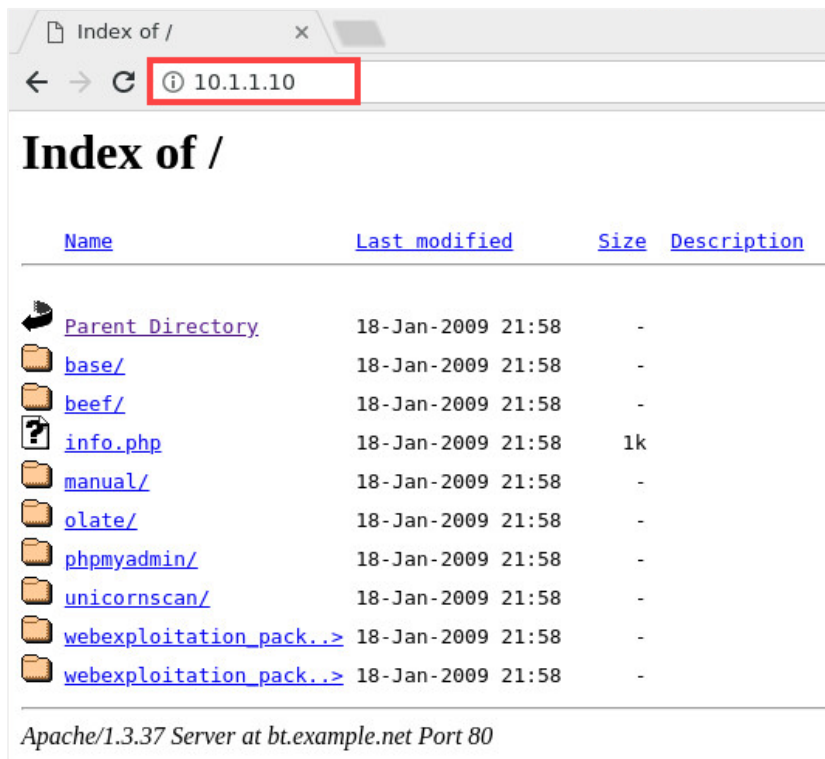 Index of /
10.1.1.10
Index of /
Name Last modified Size Description
Parent Directory 18-Jan-2009 21:58 -
base/ 18-Jan-2009 21:58 -
beef/ 18-Jan-2009 21:58 -
info.php 18-Jan-2009 21:58 1k
manual/ 18-Jan-2009 21:58 -
olate/ 18-Jan-2009 21:58 -
phpmyadmin/ 18-Jan-2009 21:58 -
unicornscan/ 18-Jan-2009 21:58 -
webexploitation_pack..> 18-Jan-2009 21:58 -
webexploitation_pack..> 18-Jan-2009 21:58 -
Apache/1.3.37 Server at bt.example.net Port 80